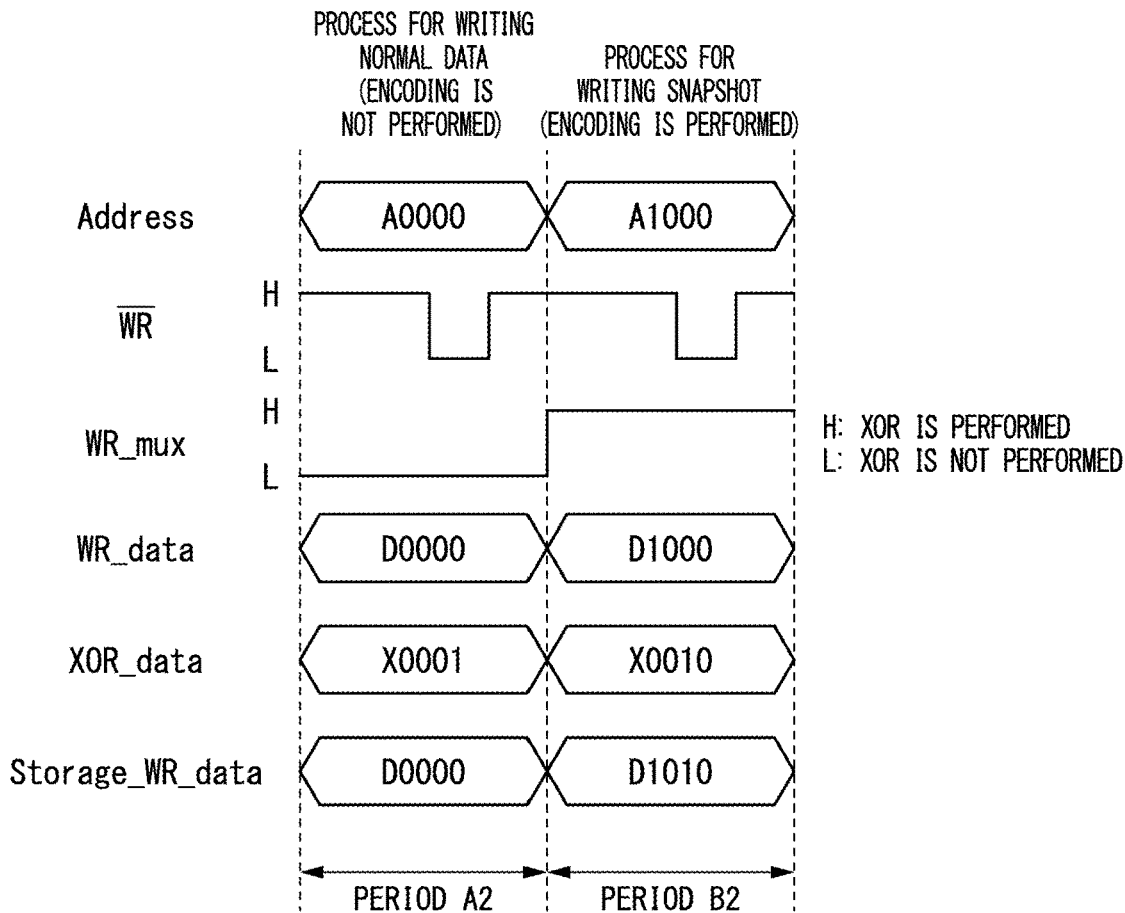 PROCESS FOR WRITING
NORMAL DATA
(ENCODING IS
NOT PERFORMED)
PROCESS FOR
WRITING SNAPSHOT
(ENCODING IS PERFORMED)
Address
A0000
A1000
WR
H
L
WR_mux
H
L
H: XOR IS PERFORMED
L: XOR IS NOT PERFORMED
WR_data
D0000
D1000
XOR_data
X0001
X0010
Storage_WR_data
D0000
D1010
PERIOD A2
PERIOD B2